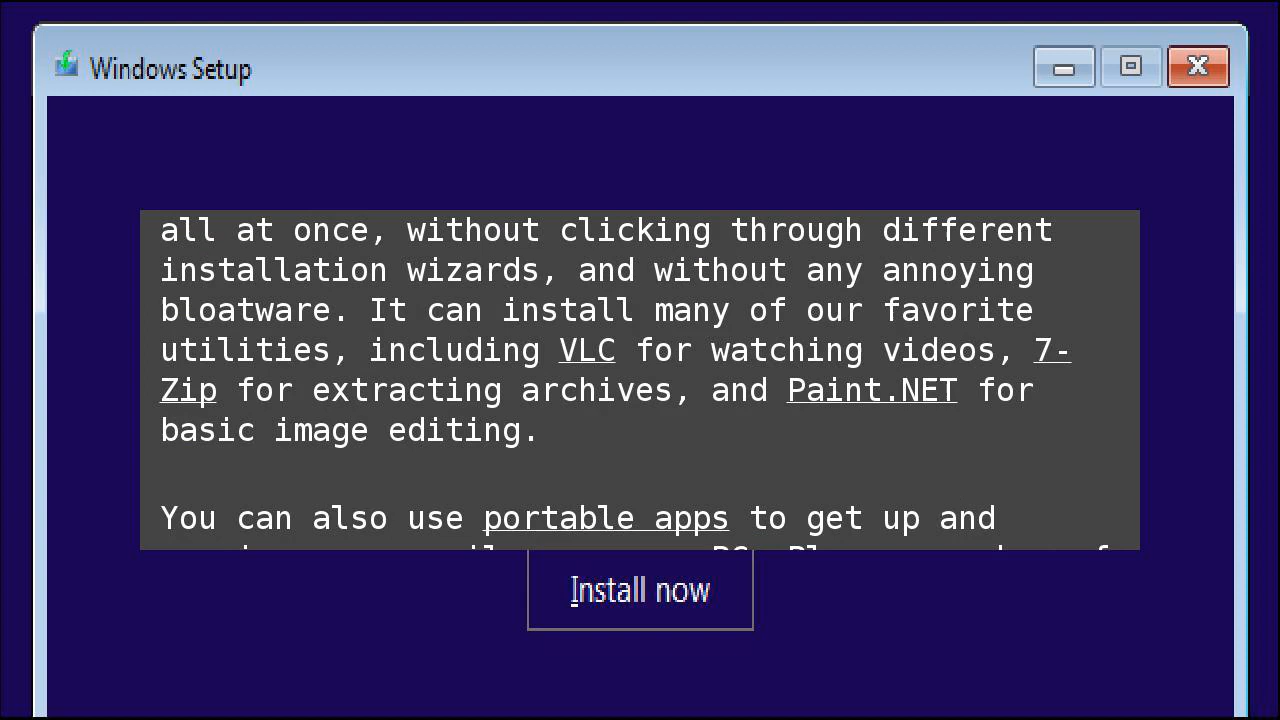 Windows Setup
all at once, without clicking through different
installation wizards, and without any annoying
bloatware. It can install many of our favorite
utilities, including VLC for watching videos, 7-
Zip for extracting archives, and Paint.NET for
basic image editing.
You can also use portable apps to get up and
Install now